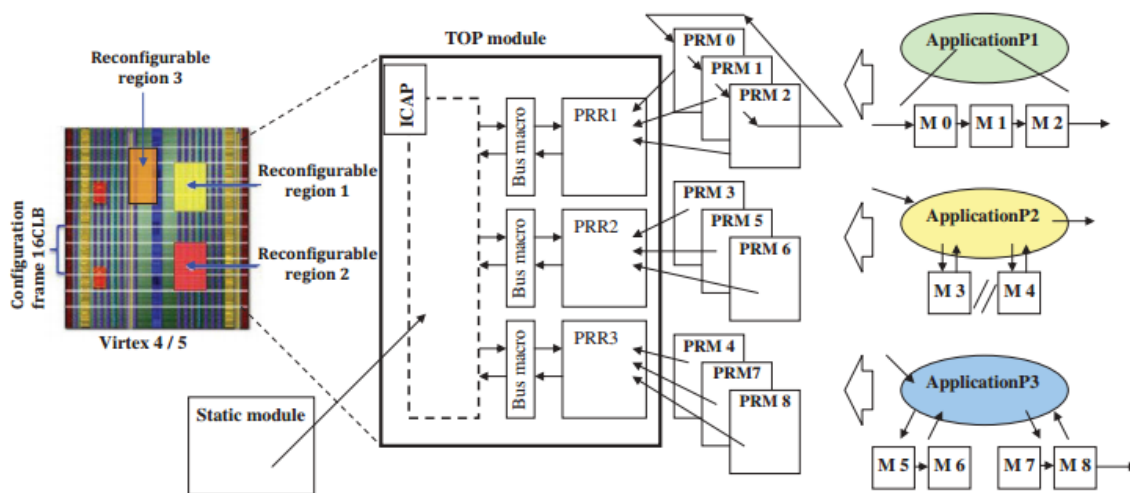 Reconfigurable
region 3
Configuration
frame 16CLB
Reconfigurable
region 1
Reconfigurable
region 2
Virtex 4 / 5
Static module
TOP module
ICAP
Bus macro
PRR1
Bus macro
PRR2
Bus macro
PRR3
PRM 0
PRM 1
PRM 2
PRM 3
PRM 5
PRM 6
PRM 4
PRM7
PRM 8
ApplicationP1
M 0
M 1
M 2
ApplicationP2
M 3
//
M 4
ApplicationP3
M 5
M 6
M 7
M 8